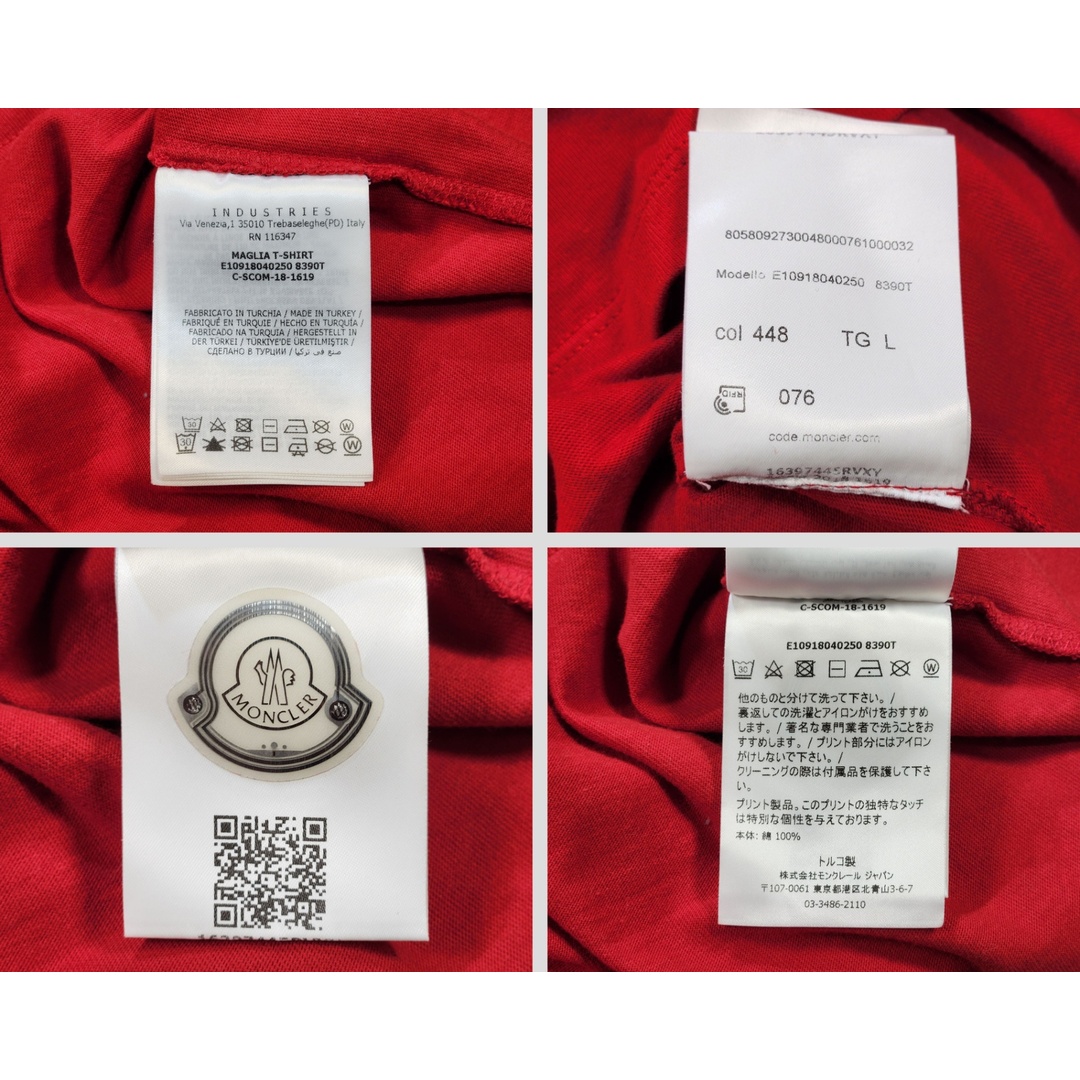 INDUSTRIES
Via Venezia,1 35010 Trebaseleghe(PD) Italy
RN 116347
MAGLIA T-SHIRT
E10918040250 8390T
C-SCOM-18-1619
FABBRICATO IN TURCHIA / MADE IN TURKEY /
FABRIQUÉ EN TURQUIE / HECHO EN TURQUÍA /
FABRICADO NA TURQUIA / HERGESTELLT IN
DER TÜRKEI / TÜRKIYE'DE ÜRETILMIŞTIR /
СДЕЛАНО В ТУРЦИИ / صنع في تركيا
30
W
30
W
8058092730048000761000032
Modello E10918040250 8390T
col 448 TG L
RFID
076
code.moncler.com
16397445RVXY
MONCLER
C-SCOM-18-1619
E10918040250 8390T
30
W
他のものと分けて洗って下さい。/
裏返しての洗濯とアイロンがけをおすすめ
します。/ 著名な専門業者で洗うことをお
すすめします。/ プリント部分にはアイロン
がけしないで下さい。/
クリーニングの際は付属品を保護して下さ
い。
プリント製品。このプリントの独特なタッチ
は特別な個性を与えております。
本体: 綿 100%
トルコ製
株式会社モンクレール ジャパン
〒107-0061 東京都港区北青山3-6-7
03-3486-2110